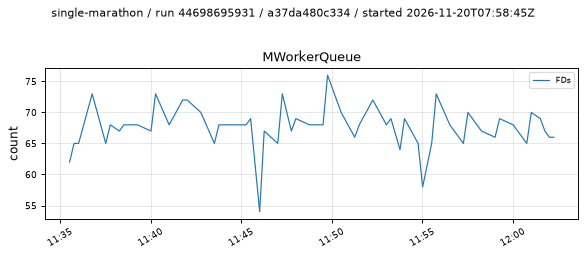 single-marathon / run 44698695931 / a37da480c334 / started 2026-11-20T07:58:45Z
MWorkerQueue
FDs
count
75
70
65
60
55
11:35
11:40
11:45
11:50
11:55
12:00